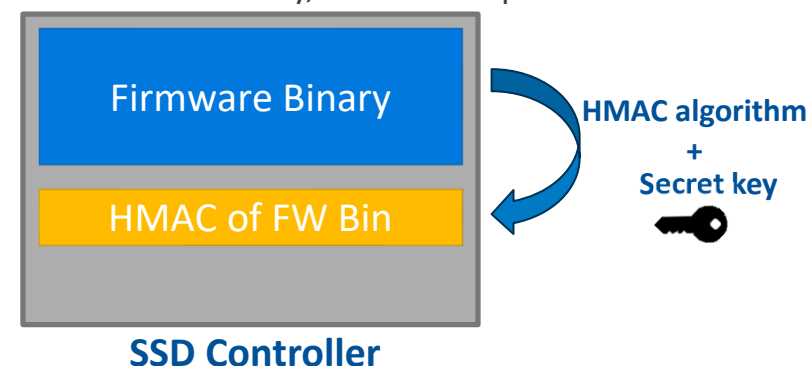 Firmware Binary
HMAC of FW Bin
HMAC algorithm
+
Secret key
SSD Controller